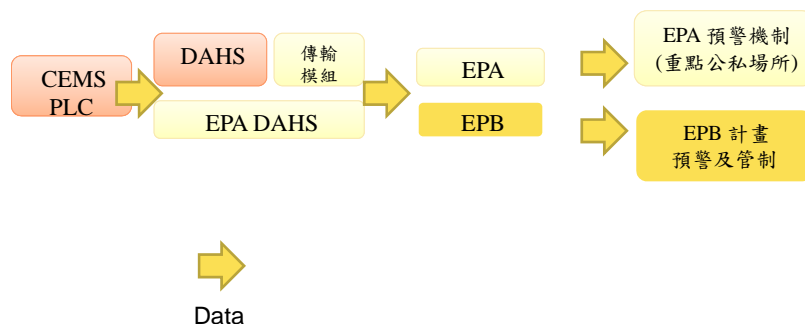 CEMS
PLC
DAHS
傳輸
模組
EPA DAHS
EPA
EPB
EPA 預警機制
(重點公私場所)
EPB 計畫
預警及管制
Data